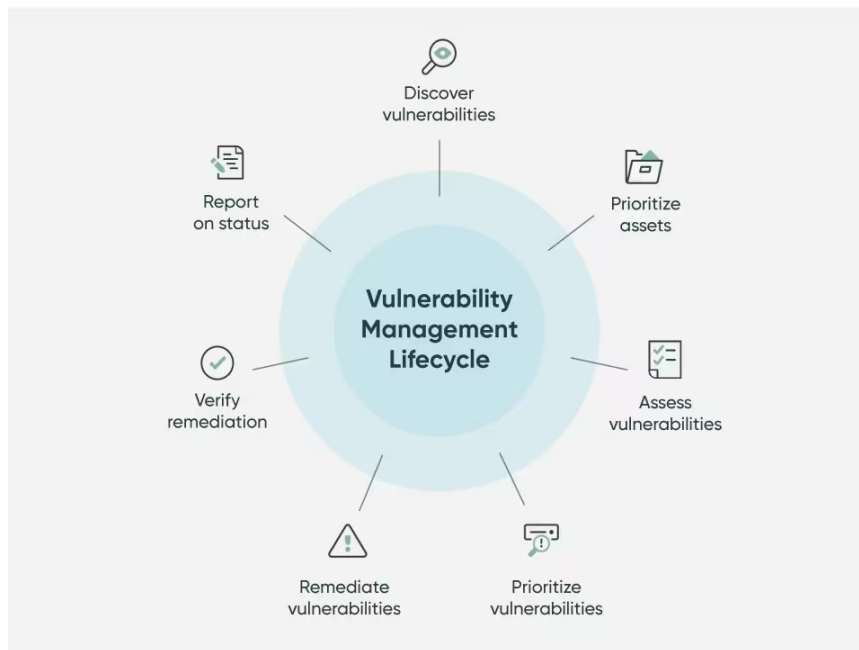 Discover
vulnerabilities
Prioritize
assets
Assess
vulnerabilities
Prioritize
vulnerabilities
Remediate
vulnerabilities
Verify
remediation
Report
on status
Vulnerability
Management
Lifecycle